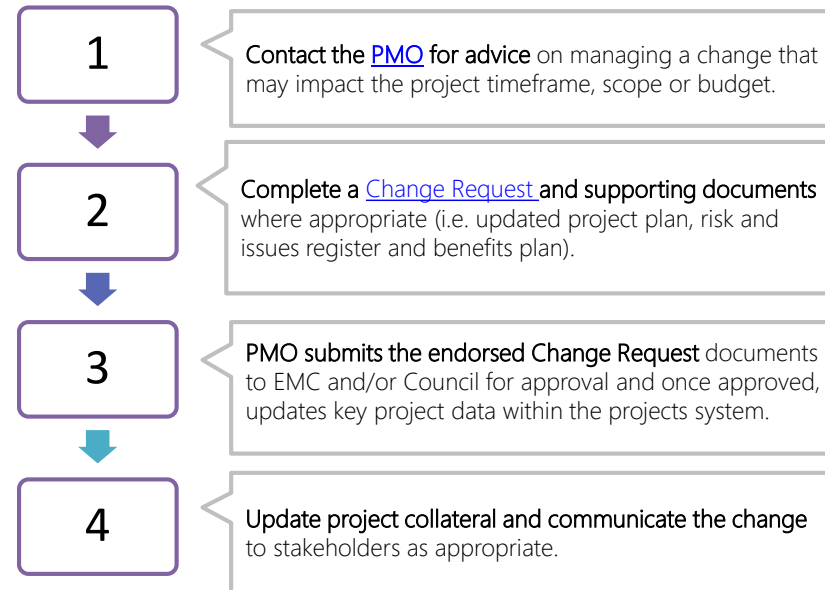 1
Contact the PMO for advice on managing a change that
may impact the project timeframe, scope or budget.
2
Complete a Change Request and supporting documents
where appropriate (i.e. updated project plan, risk and
issues register and benefits plan).
3
PMO submits the endorsed Change Request documents
to EMC and/or Council for approval and once approved,
updates key project data within the projects system.
4
Update project collateral and communicate the change
to stakeholders as appropriate.